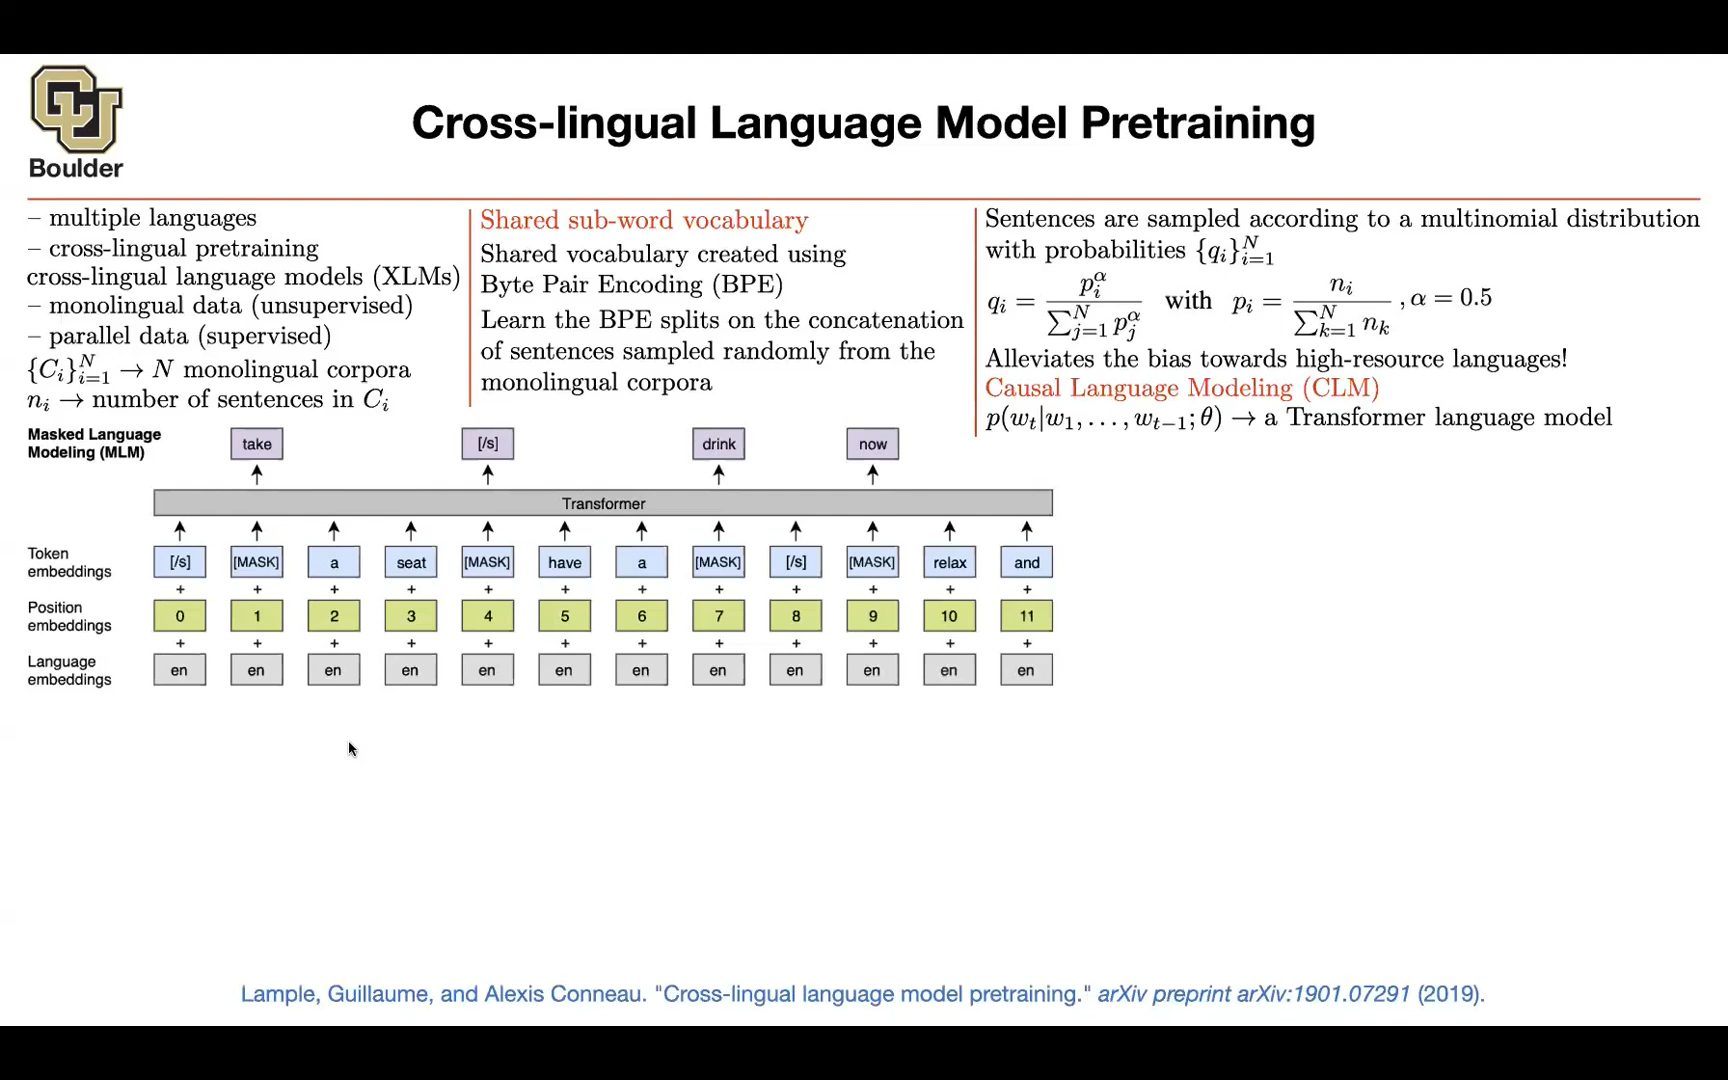 CU
Boulder
Cross-lingual Language Model Pretraining
– multiple languages
– cross-lingual pretraining
cross-lingual language models (XLMs)
– monolingual data (unsupervised)
– parallel data (supervised)
{C_i}_{i=1}^N → N monolingual corpora
n_i → number of sentences in C_i
Shared sub-word vocabulary
Shared vocabulary created using
Byte Pair Encoding (BPE)
Learn the BPE splits on the concatenation
of sentences sampled randomly from the
monolingual corpora
Sentences are sampled according to a multinomial distribution
with probabilities {q_i}_{i=1}^N
q_i = p_i^α / ∑_{j=1}^N p_j^α with p_i = n_i / ∑_{k=1}^N n_k , α = 0.5
Alleviates the bias towards high-resource languages!
Causal Language Modeling (CLM)
p(w_t|w_1, . . . , w_{t−1}; θ) → a Transformer language model
Masked Language
Modeling (MLM)
take [/s] drink now
Transformer
Token
embeddings
[/s] [MASK] a seat [MASK] have a [MASK] [/s] [MASK] relax and
+ + + + + + + + + + + +
Position
embeddings
0 1 2 3 4 5 6 7 8 9 10 11
+ + + + + + + + + + + +
Language
embeddings
en en en en en en en en en en en en
Lample, Guillaume, and Alexis Conneau. "Cross-lingual language model pretraining." arXiv preprint arXiv:1901.07291 (2019).